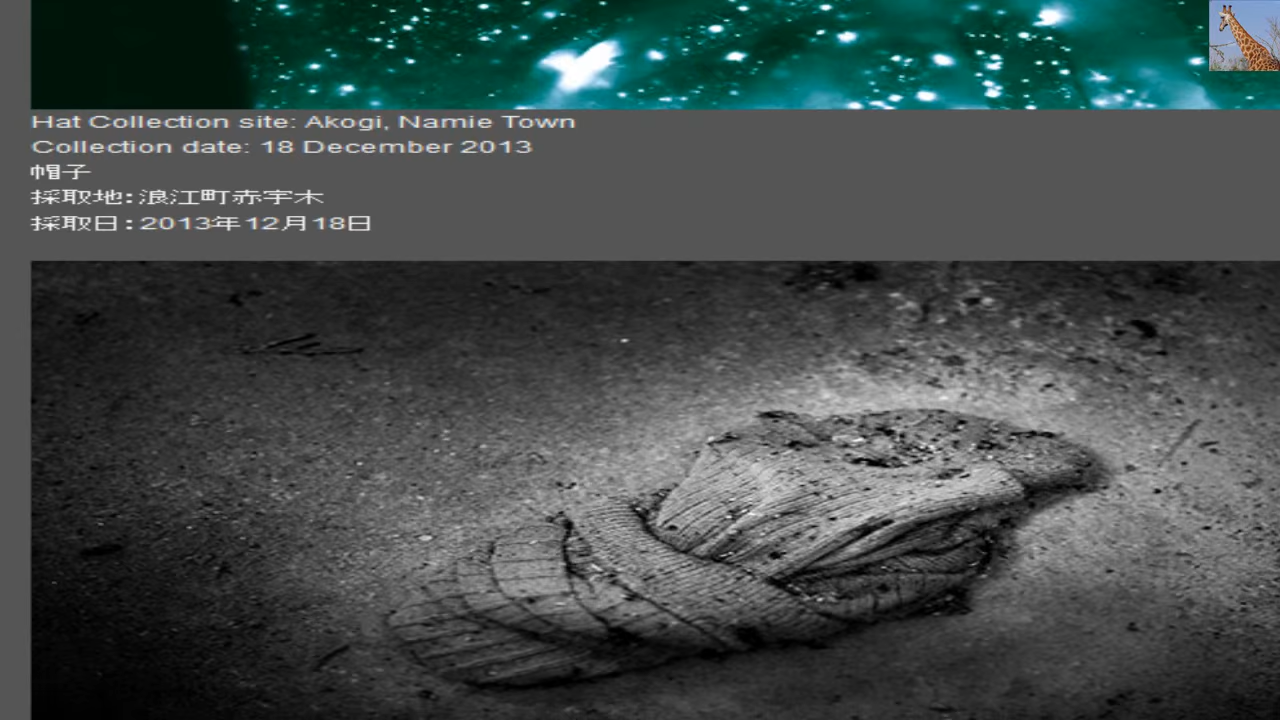 Hat Collection site: Akogi, Namie Town
Collection date: 18 December 2013
帽子
採取地:浪江町赤宇木
採取日:2013年12月18日